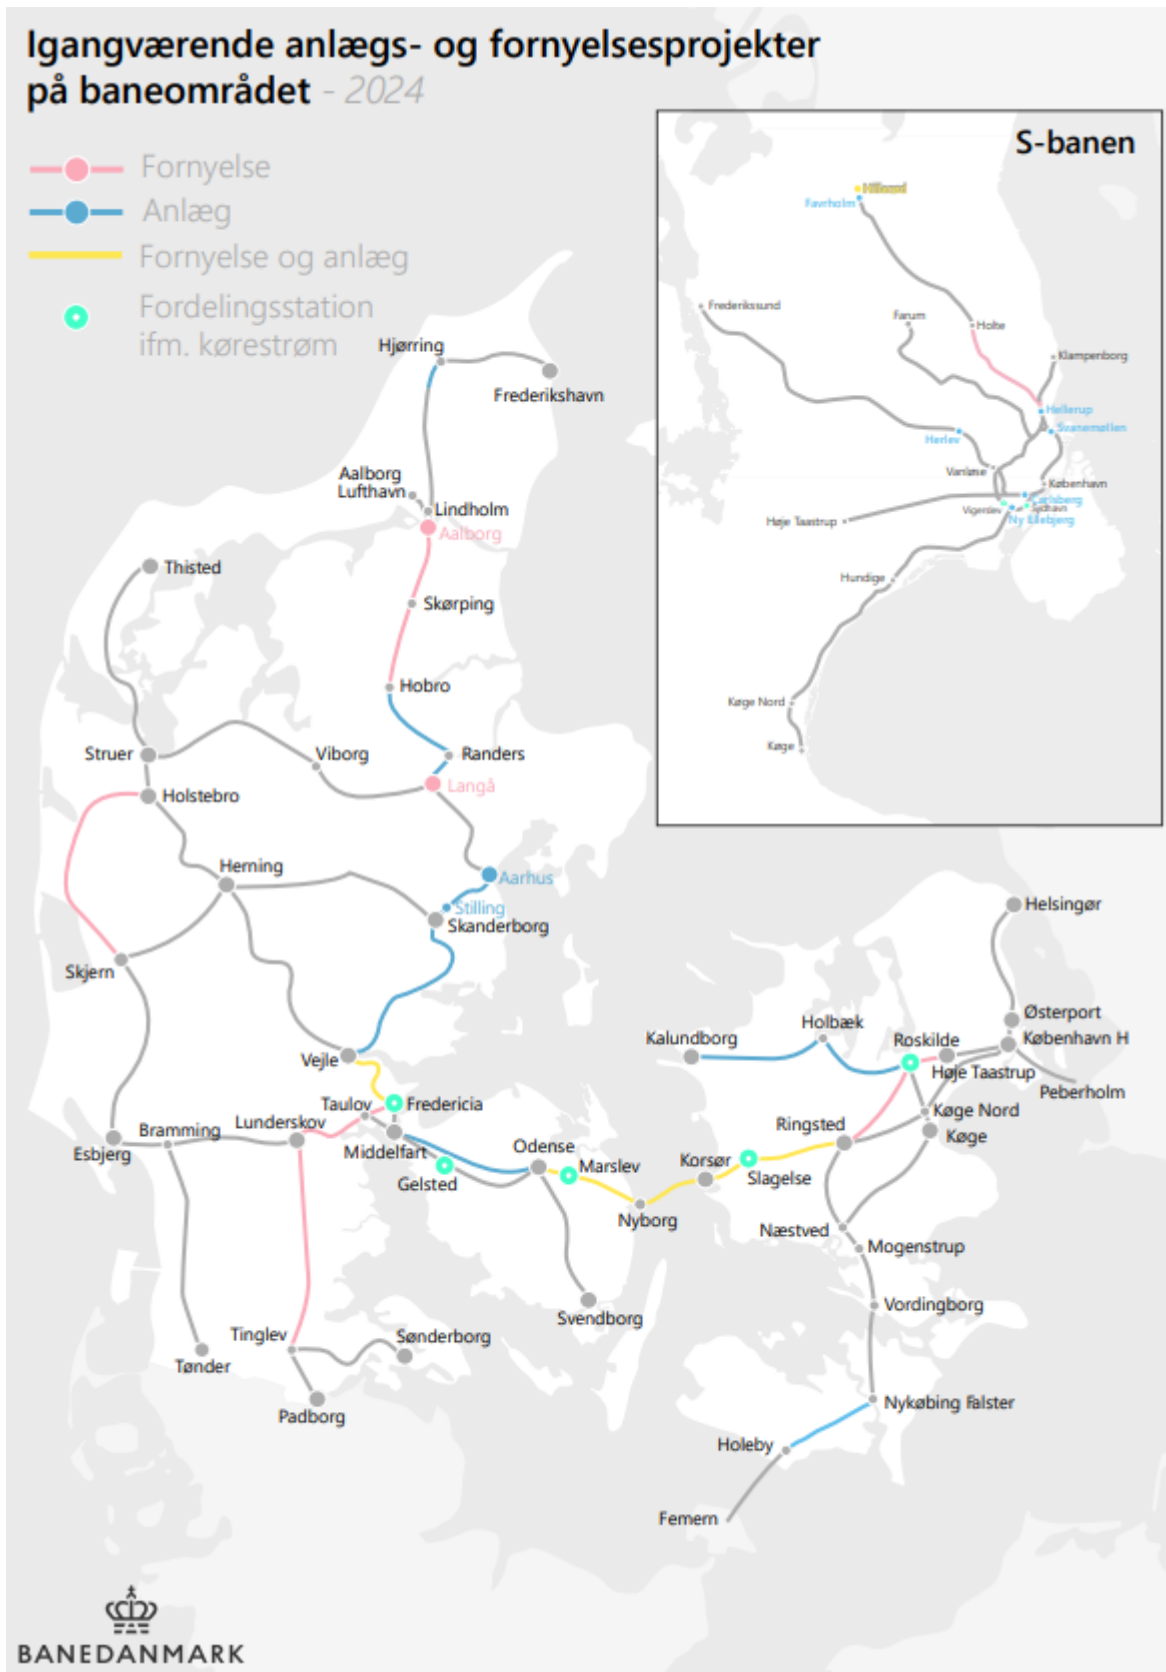 Igangværende anlægs- og fornyelsesprojekter
på baneområdet - 2024
Fornyelse
Anlæg
Fornyelse og anlæg
Fordelingsstation
ifm. kørestrøm
S-banen
Hillerød
Favrholm
Frederikssund
Farum
Holte
Klampenborg
Hellerup
Svanemøllen
Herlev
Vanløse
København
Carlsberg
Vigerslev
Sydhavn
Høje Taastrup
Ny Ellebjerg
Hundige
Køge Nord
Køge
Hjørring
Frederikshavn
Aalborg
Lufthavn
Lindholm
Aalborg
Thisted
Skørping
Hobro
Struer
Viborg
Randers
Langå
Holstebro
Herning
Aarhus
Stilling
Skanderborg
Skjern
Vejle
Taulov
Fredericia
Lunderskov
Bramming
Esbjerg
Middelfart
Gelsted
Odense
Marslev
Nyborg
Svendborg
Tinglev
Sønderborg
Tønder
Padborg
Helsingør
Østerport
København H
Kalundborg
Holbæk
Roskilde
Høje Taastrup
Peberholm
Køge Nord
Ringsted
Køge
Korsør
Slagelse
Næstved
Mogenstrup
Vordingborg
Nykøbing Falster
Holeby
Femern
BANEDANMARK